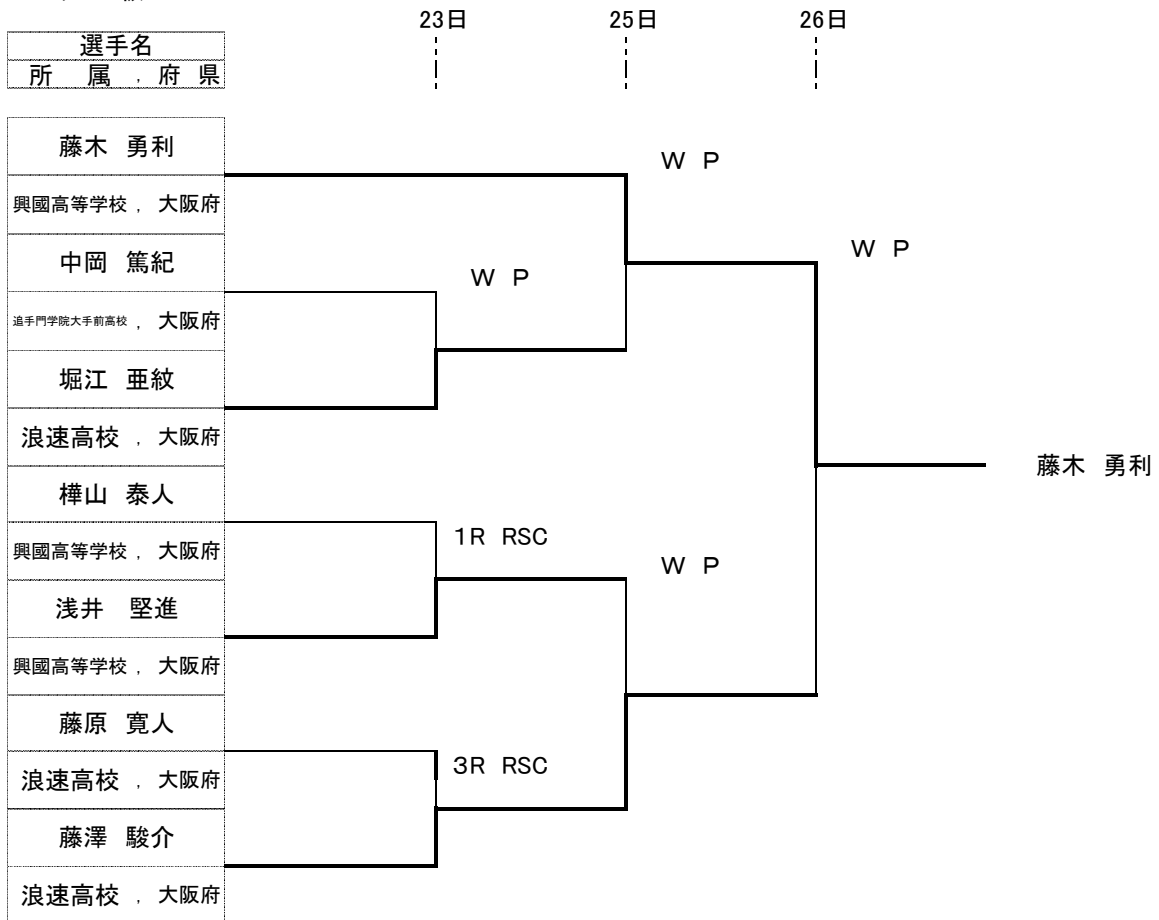 23日 25日 26日
選手名
所 属 , 府 県
藤木 勇利
W P
興國高等学校 , 大阪府
W P
中岡 篤紀
W P
追手門学院大手前高校 , 大阪府
堀江 亜紋
浪速高校 , 大阪府
藤木 勇利
樺山 泰人
1R RSC
興國高等学校 , 大阪府
W P
浅井 堅進
興國高等学校 , 大阪府
藤原 寛人
3R RSC
浪速高校 , 大阪府
藤澤 駿介
浪速高校 , 大阪府